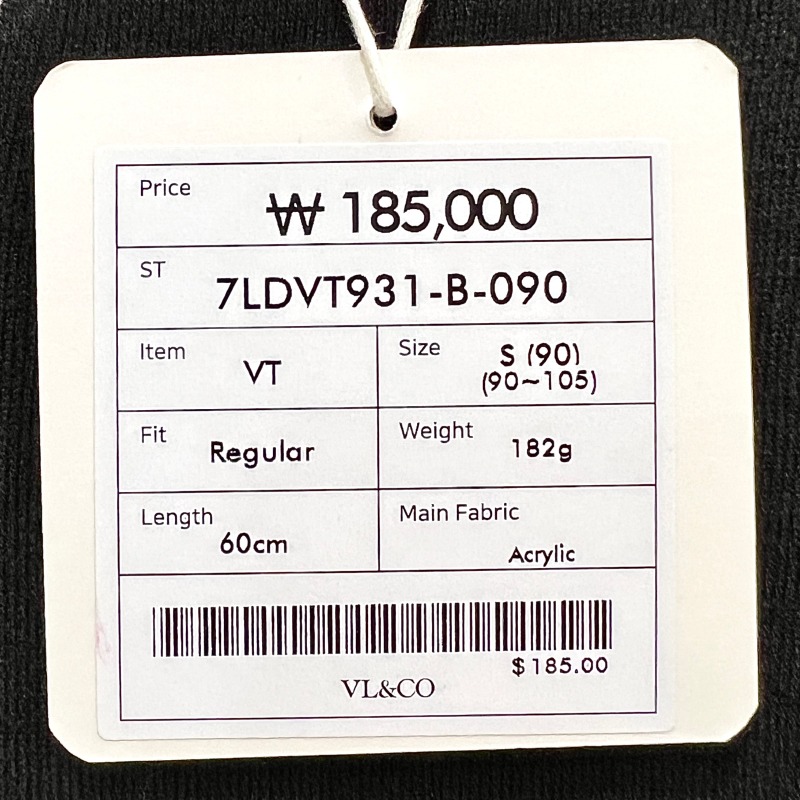 Price
₩ 185,000
ST
7LDVT931-B-090
Item
VT
Size
S (90)
(90~105)
Fit
Regular
Weight
182g
Length
60cm
Main Fabric
Acrylic
$185.00
VL&CO